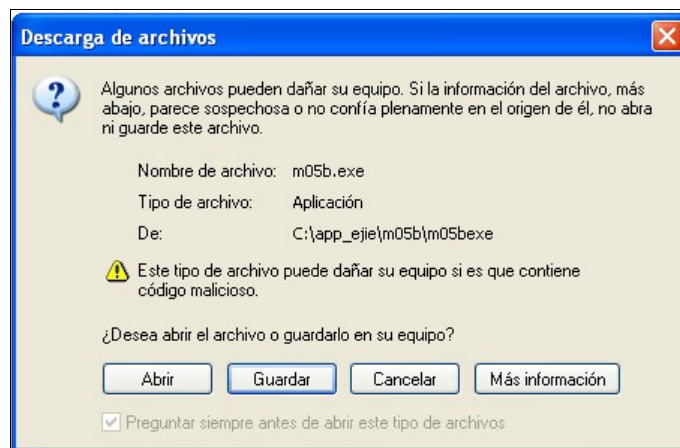 Descarga de archivos
Algunos archivos pueden dañar su equipo. Si la información del archivo, más
abajo, parece sospechosa o no confía plenamente en el origen de él, no abra
ni guarde este archivo.
Nombre de archivo: m05b.exe
Tipo de archivo: Aplicación
De: C:\app_ejie\m05b\m05bexe
Este tipo de archivo puede dañar su equipo si es que contiene
código malicioso.
¿Desea abrir el archivo o guardarlo en su equipo?
Abrir Guardar Cancelar Más información
Preguntar siempre antes de abrir este tipo de archivos